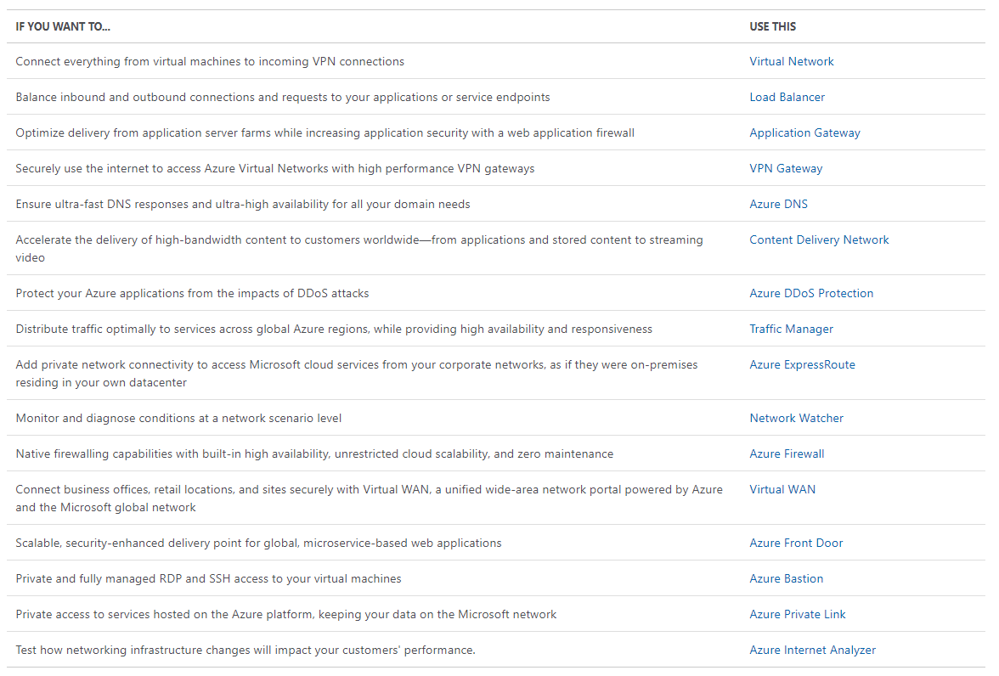 IF YOU WANT TO... USE THIS
Connect everything from virtual machines to incoming VPN connections Virtual Network
Balance inbound and outbound connections and requests to your applications or service endpoints Load Balancer
Optimize delivery from application server farms while increasing application security with a web application firewall Application Gateway
Securely use the internet to access Azure Virtual Networks with high performance VPN gateways VPN Gateway
Ensure ultra-fast DNS responses and ultra-high availability for all your domain needs Azure DNS
Accelerate the delivery of high-bandwidth content to customers worldwide—from applications and stored content to streaming Content Delivery Network
video
Protect your Azure applications from the impacts of DDoS attacks Azure DDoS Protection
Distribute traffic optimally to services across global Azure regions, while providing high availability and responsiveness Traffic Manager
Add private network connectivity to access Microsoft cloud services from your corporate networks, as if they were on-premises Azure ExpressRoute
residing in your own datacenter
Monitor and diagnose conditions at a network scenario level Network Watcher
Native firewalling capabilities with built-in high availability, unrestricted cloud scalability, and zero maintenance Azure Firewall
Connect business offices, retail locations, and sites securely with Virtual WAN, a unified wide-area network portal powered by Azure Virtual WAN
and the Microsoft global network
Scalable, security-enhanced delivery point for global, microservice-based web applications Azure Front Door
Private and fully managed RDP and SSH access to your virtual machines Azure Bastion
Private access to services hosted on the Azure platform, keeping your data on the Microsoft network Azure Private Link
Test how networking infrastructure changes will impact your customers' performance. Azure Internet Analyzer